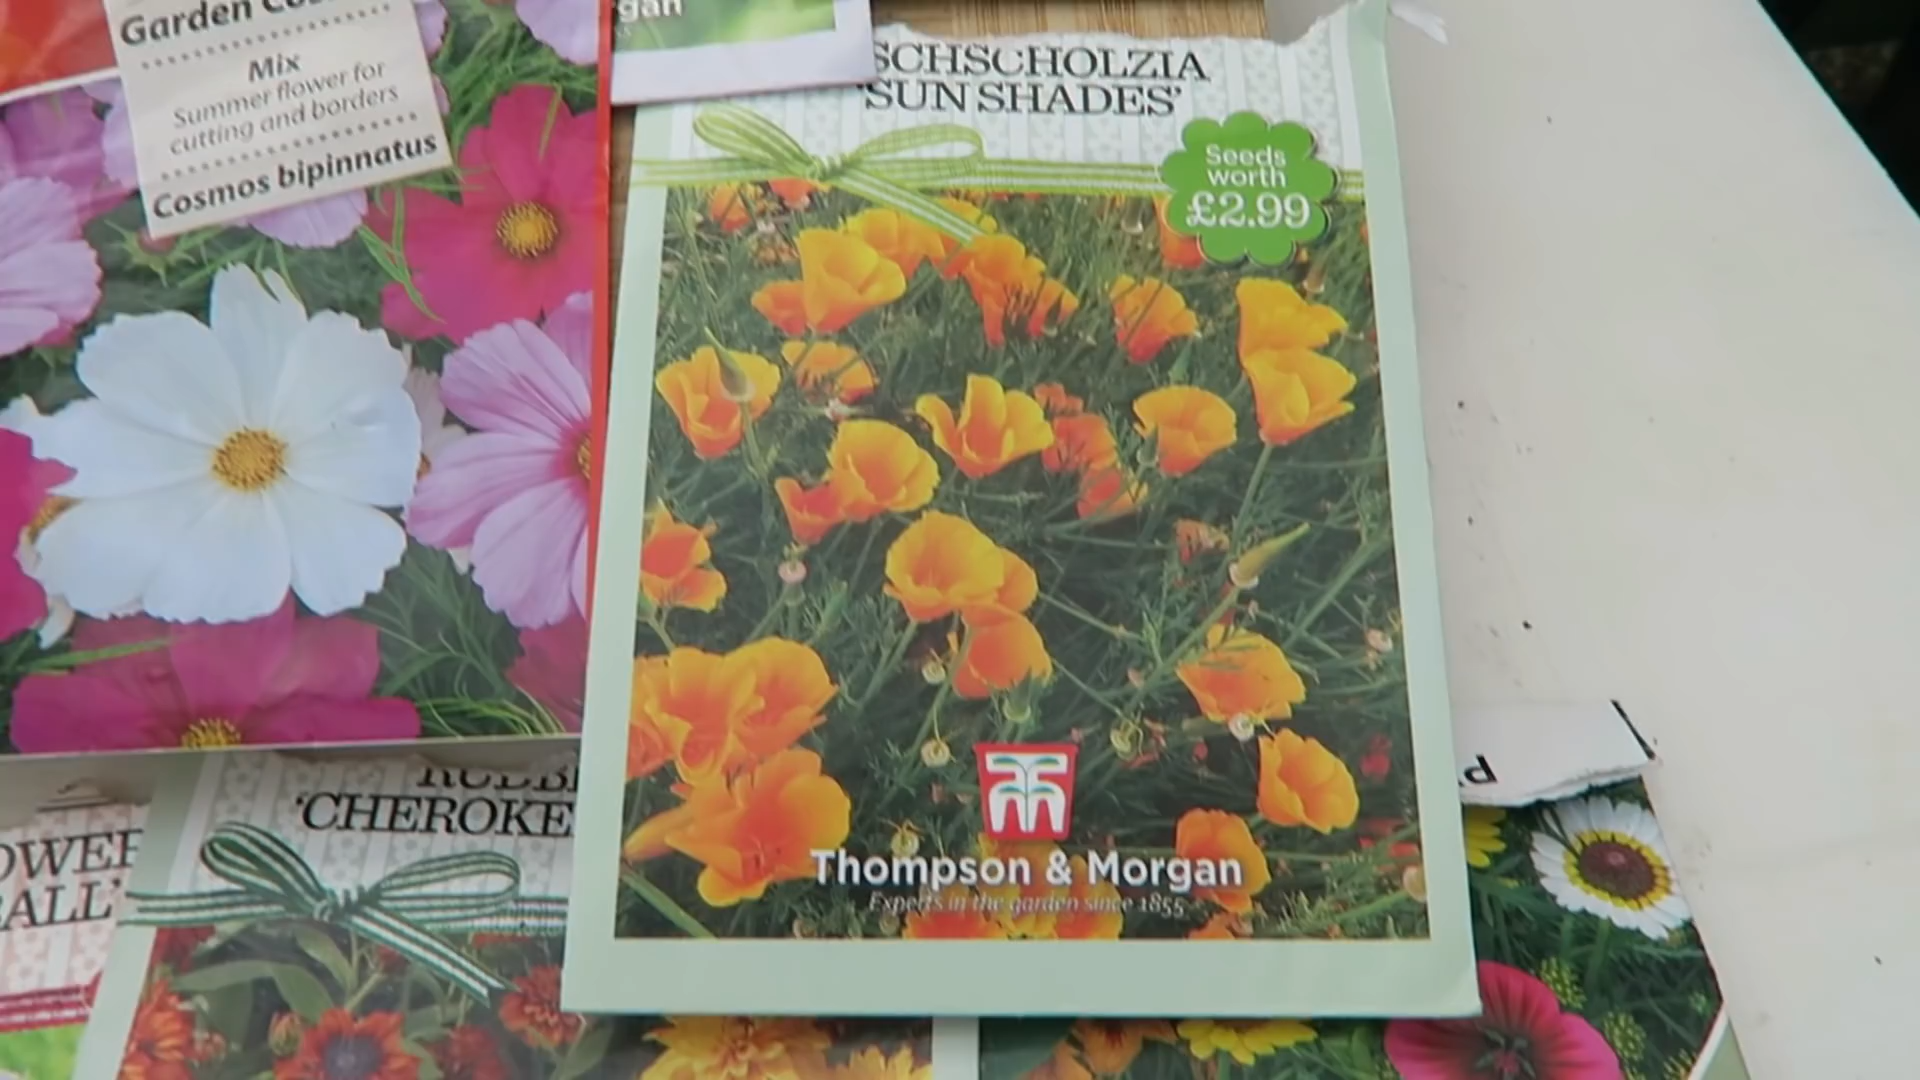 Garden
Mix
Summer flower for
cutting and borders
Cosmos bipinnatus
gan
SCHSCHOLZIA
'SUN SHADES'
Seeds
worth
£2.99
Thompson & Morgan
Experts in the garden since 1855
'CHEROKE
OWER
BALL'
d